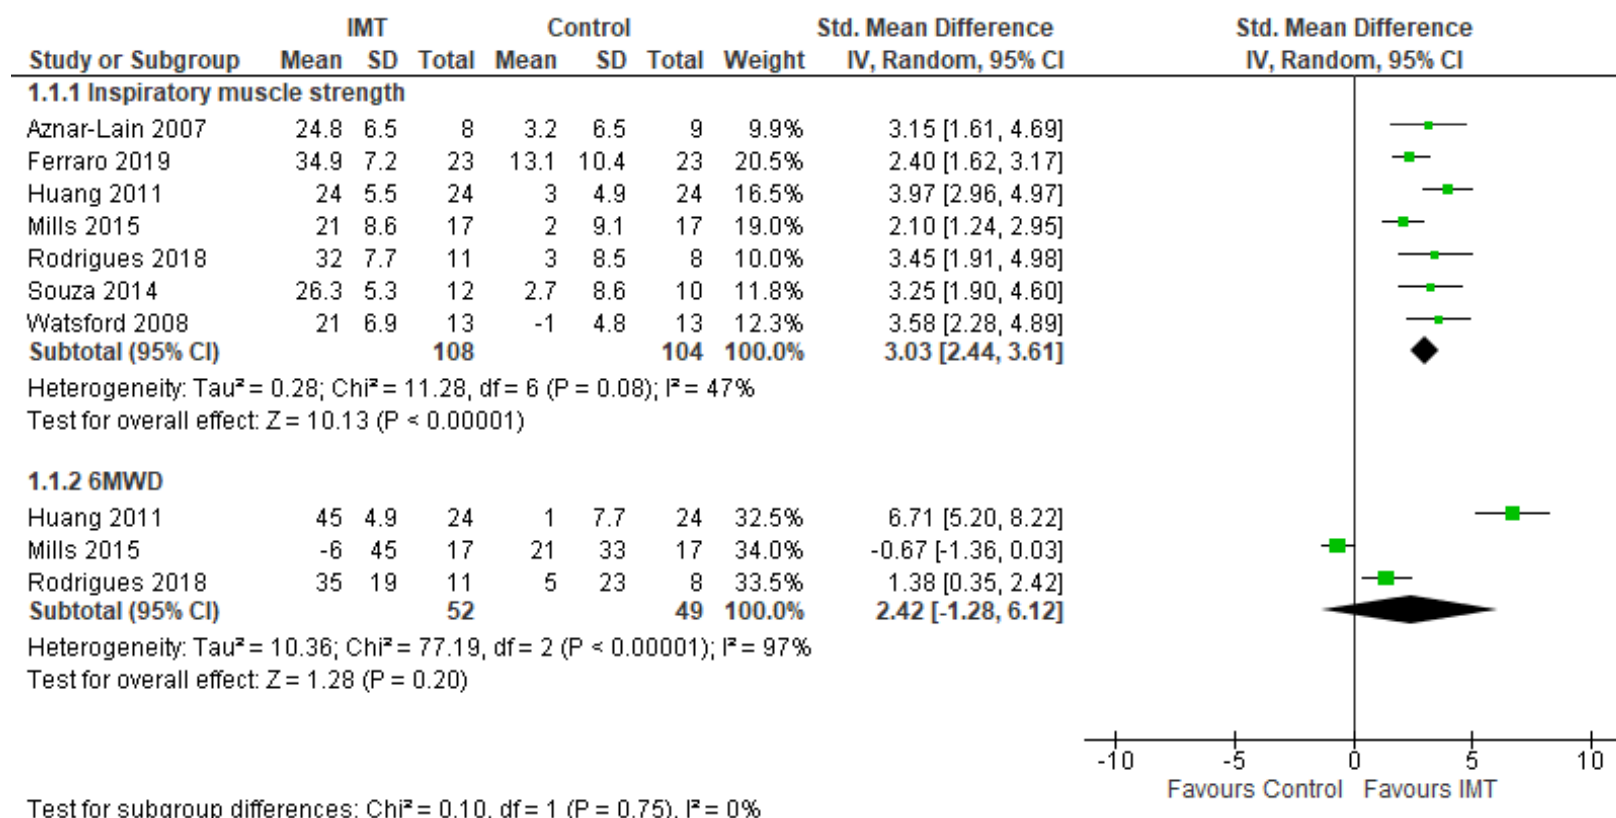 IMT Control Std. Mean Difference Std. Mean Difference
Study or Subgroup Mean SD Total Mean SD Total Weight IV, Random, 95% CI IV, Random, 95% CI
1.1.1 Inspiratory muscle strength
Aznar-Lain 2007 24.8 6.5 8 3.2 6.5 9 9.9% 3.15 [1.61, 4.69]
Ferraro 2019 34.9 7.2 23 13.1 10.4 23 20.5% 2.40 [1.62, 3.17]
Huang 2011 24 5.5 24 3 4.9 24 16.5% 3.97 [2.96, 4.97]
Mills 2015 21 8.6 17 2 9.1 17 19.0% 2.10 [1.24, 2.95]
Rodrigues 2018 32 7.7 11 3 8.5 8 10.0% 3.45 [1.91, 4.98]
Souza 2014 26.3 5.3 12 2.7 8.6 10 11.8% 3.25 [1.90, 4.60]
Watsford 2008 21 6.9 13 -1 4.8 13 12.3% 3.58 [2.28, 4.89]
Subtotal (95% CI) 108 104 100.0% 3.03 [2.44, 3.61]
Heterogeneity: Tau² = 0.28; Chi² = 11.28, df = 6 (P = 0.08); I² = 47%
Test for overall effect: Z = 10.13 (P < 0.00001)
1.1.2 6MWD
Huang 2011 45 4.9 24 1 7.7 24 32.5% 6.71 [5.20, 8.22]
Mills 2015 -6 45 17 21 33 17 34.0% -0.67 [-1.36, 0.03]
Rodrigues 2018 35 19 11 5 23 8 33.5% 1.38 [0.35, 2.42]
Subtotal (95% CI) 52 49 100.0% 2.42 [-1.28, 6.12]
Heterogeneity: Tau² = 10.36; Chi² = 77.19, df = 2 (P < 0.00001); I² = 97%
Test for overall effect: Z = 1.28 (P = 0.20)
-10 -5 0 5 10
Favours Control Favours IMT
Test for subgroup differences: Chi² = 0.10, df = 1 (P = 0.75), I² = 0%